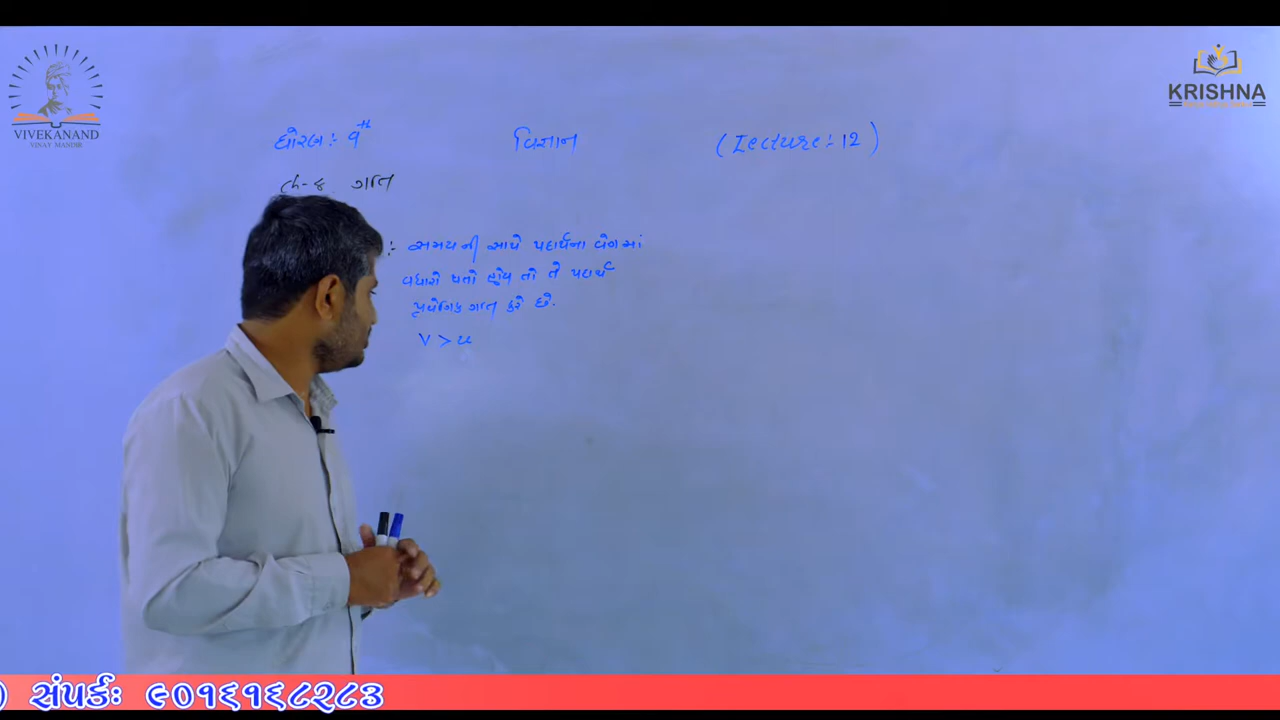 VIVEKANAND
VINAY MANDIR
KRISHNA
ધોરણ :- 9th વિજ્ઞાન (Lecture :- 12)
ch-8 ગતિ
:- સમયની સાપેક્ષે પદાર્થના વેગમાં
વધારો થતો હોય તો તે પદાર્થ
પ્રવેગિત ગતિ કરે છે.
v > u
) સંપર્કઃ ૯૦૧૬૧૬૮૨૮૩